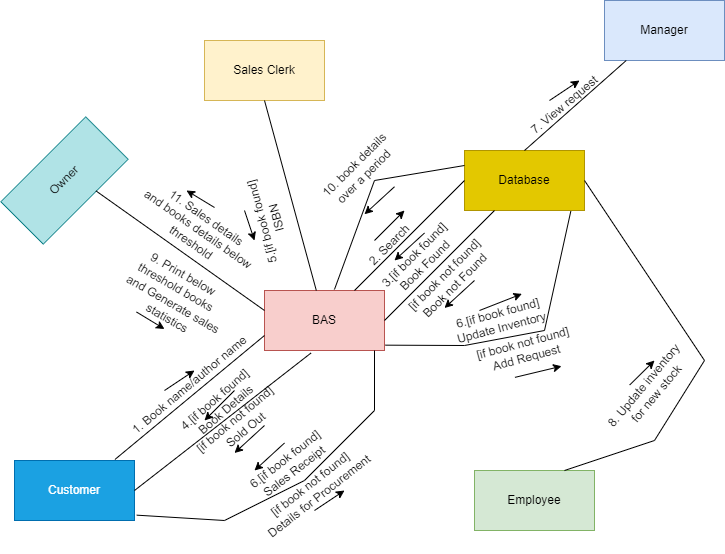 Manager
Sales Clerk
7. View request
Owner
10. book details
over a period
Database
5.[if book found]
ISBN
11. Sales details
and books details below
threshold
2. Search
3.[if book found]
Book Found
[if book not found]
Book not Found
9. Print below
threshold books
and Generate sales
statistics
BAS
6.[if book found]
Update Inventory
[if book not found]
Add Request
1. Book name/author name
4.[if book found]
Book Details
[if book not found]
Sold Out
8. Update inventory
for new stock
6.[if book found]
Sales Receipt
[if book not found]
Details for Procurement
Customer
Employee